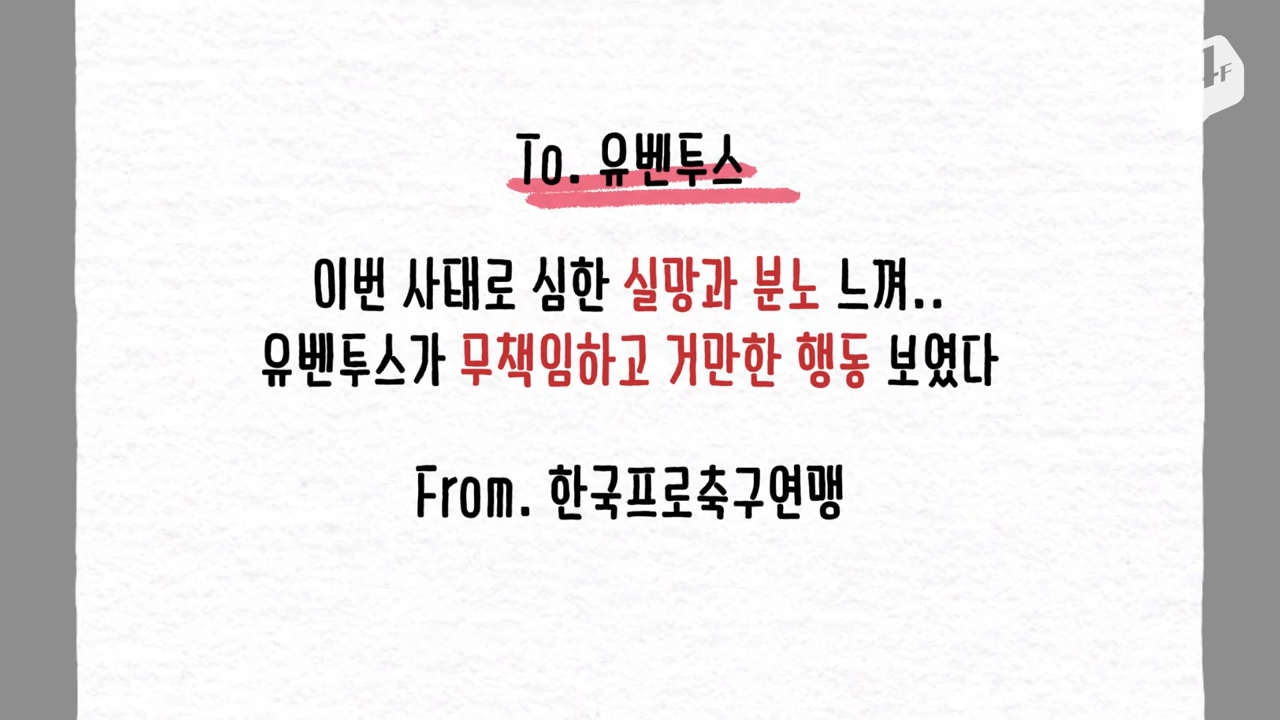 To. 유벤투스
이번 사태로 심한 실망과 분노 느껴..
유벤투스가 무책임하고 거만한 행동 보였다
From. 한국프로축구연맹